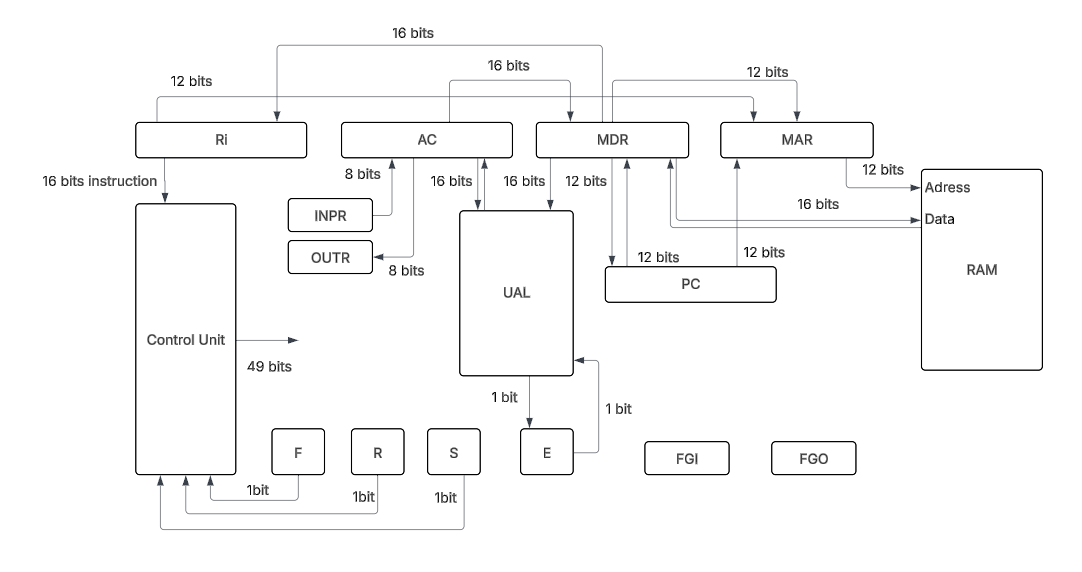 16 bits
16 bits
12 bits
12 bits
Ri
AC
MDR
MAR
8 bits
16 bits
16 bits
12 bits
12 bits
16 bits instruction
Adress
16 bits
INPR
Data
OUTR
12 bits
12 bits
8 bits
RAM
PC
UAL
Control Unit
49 bits
1 bit
1 bit
F
R
S
E
FGI
FGO
1bit
1bit
1bit